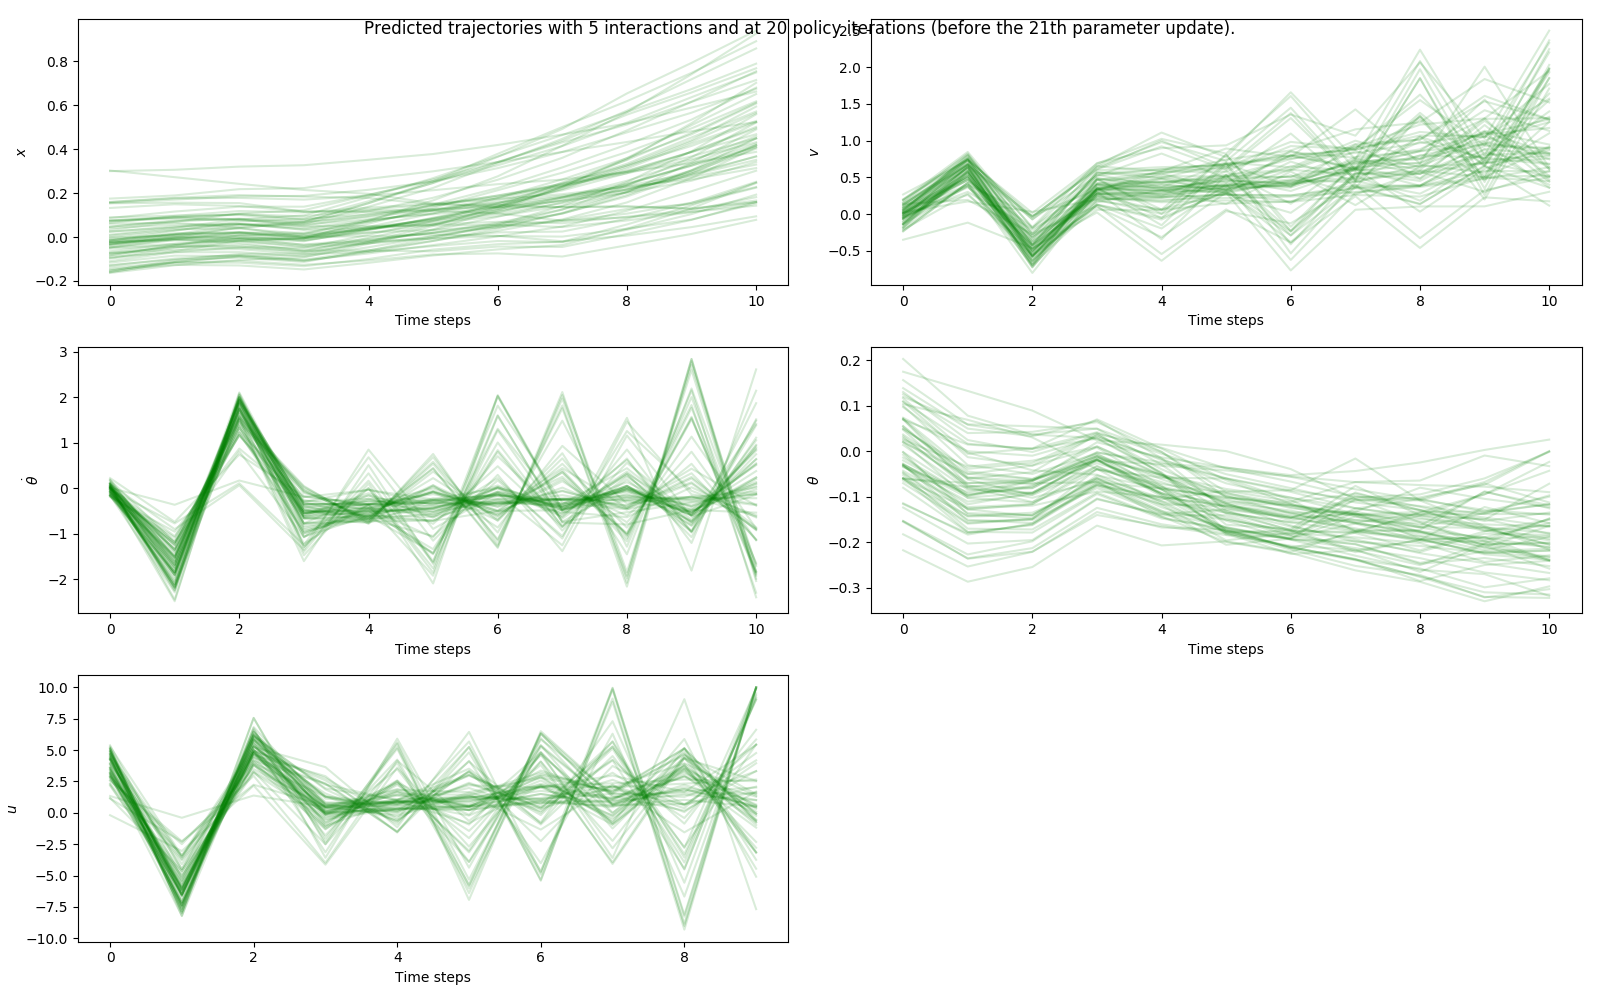 Predicted trajectories with 5 interactions and at 20 policy iterations (before the 21th parameter update).
0.8
0.6
0.4
0.2
0.0
−0.2
x
0 2 4 6 8 10
Time steps
2.5
2.0
1.5
1.0
0.5
0.0
−0.5
v
0 2 4 6 8 10
Time steps
3
2
1
0
−1
−2
θ̇
0 2 4 6 8 10
Time steps
0.2
0.1
0.0
−0.1
−0.2
−0.3
θ
0 2 4 6 8 10
Time steps
10.0
7.5
5.0
2.5
0.0
−2.5
−5.0
−7.5
−10.0
u
0 2 4 6 8
Time steps